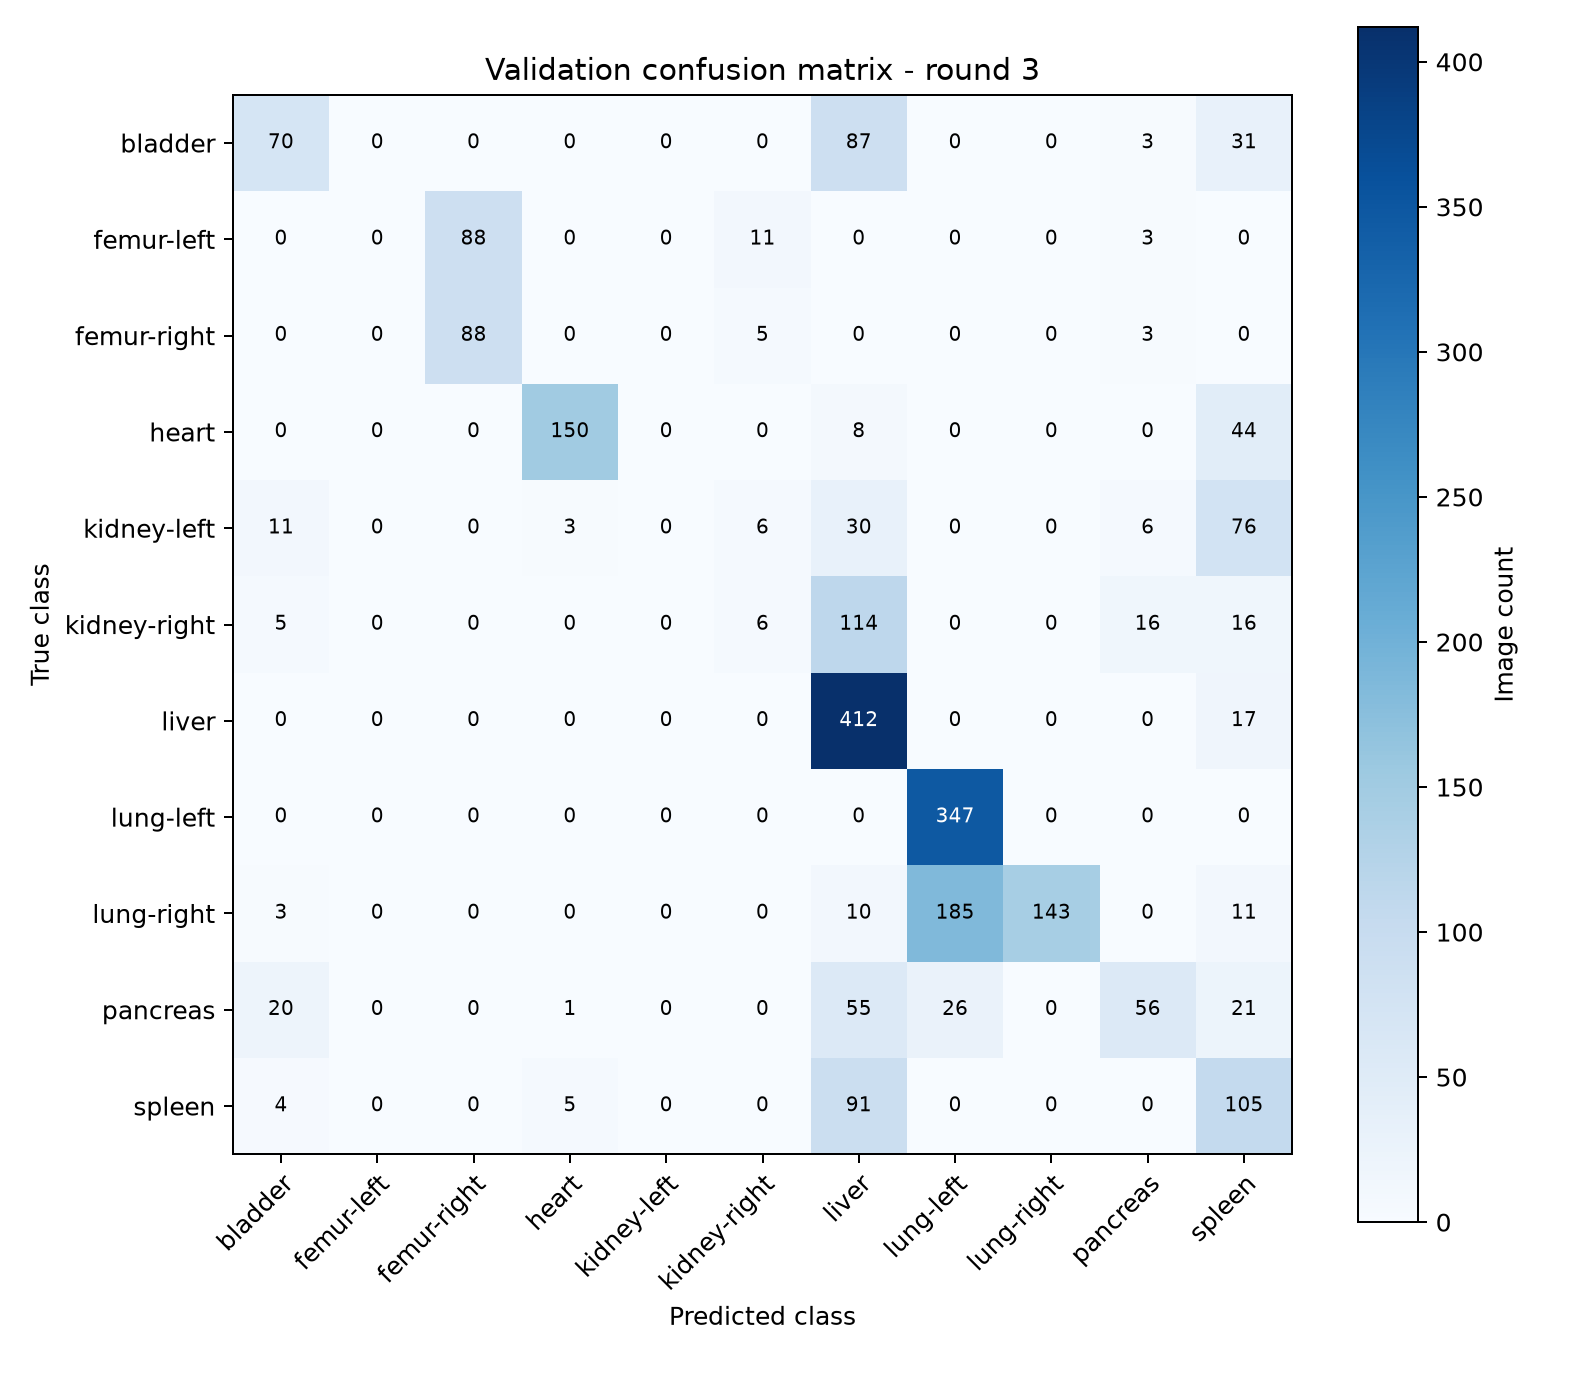 Validation confusion matrix - round 3
bladder 70 0 0 0 0 0 87 0 0 3 31
femur-left 0 0 88 0 0 11 0 0 0 3 0
femur-right 0 0 88 0 0 5 0 0 0 3 0
heart 0 0 0 150 0 0 8 0 0 0 44
kidney-left 11 0 0 3 0 6 30 0 0 6 76
kidney-right 5 0 0 0 0 6 114 0 0 16 16
liver 0 0 0 0 0 0 412 0 0 0 17
lung-left 0 0 0 0 0 0 0 347 0 0 0
lung-right 3 0 0 0 0 0 10 185 143 0 11
pancreas 20 0 0 1 0 0 55 26 0 56 21
spleen 4 0 0 5 0 0 91 0 0 0 105
bladder femur-left femur-right heart kidney-left kidney-right liver lung-left lung-right pancreas spleen
Predicted class
True class
400
350
300
250
200
150
100
50
0
Image count